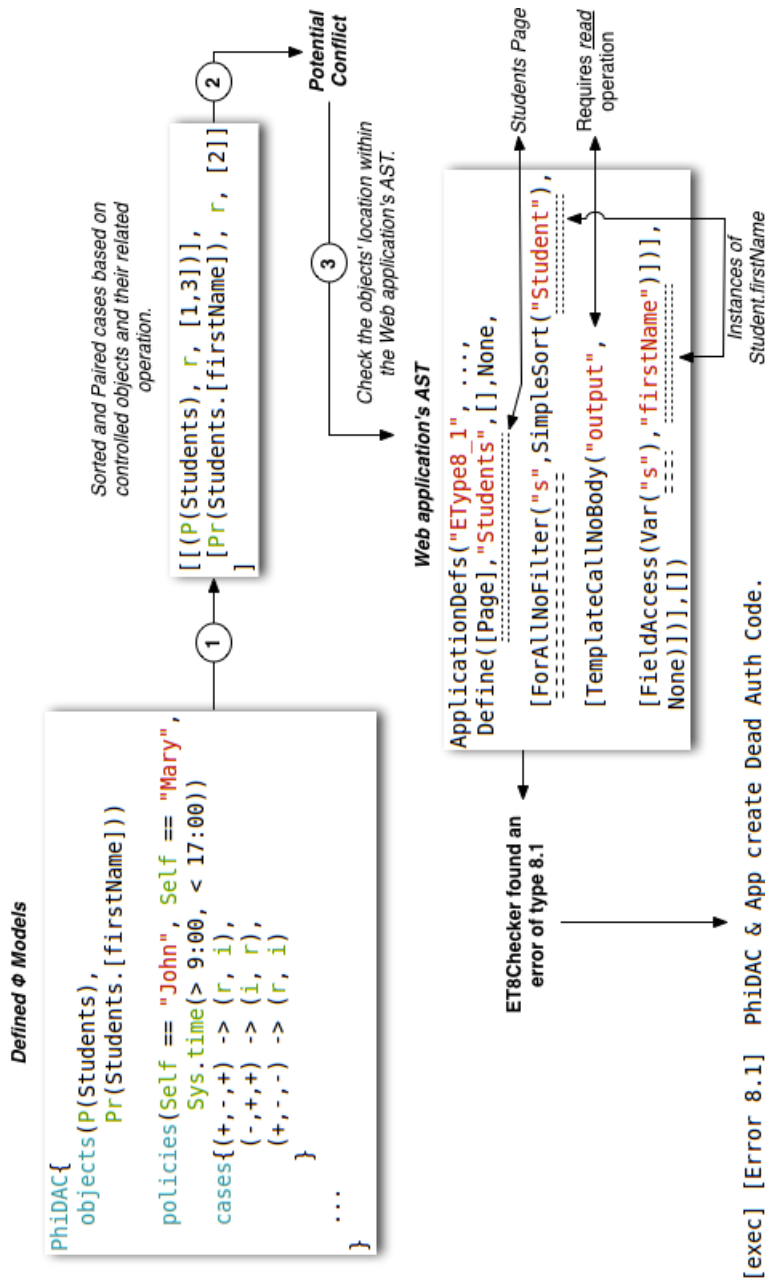 Defined Φ Models
PhiDAC{
objects(P(Students),
Pr(Students.[firstName]))
policies(Self == "John", Self == "Mary",
Sys.time(> 9:00, < 17:00))
cases{(+,-,+) -> (r, i),
(-,+,+) -> (i, r),
(+,-,-) -> (r, i)
}
...
}
1
Sorted and Paired cases based on
controlled objects and their related
operation.
[[(P(Students), r, [1,3])],
[Pr(Students.[firstName]), r, [2]]
]
2
Potential
Conflict
3
Check the objects' location within
the Web application's AST.
Web application's AST
ApplicationDefs("EType8_1", ...,
Define([Page],"Students",[],None,
[ForAllNoFilter("s",SimpleSort("Student"),
[TemplateCallNoBody("output",
[FieldAccess(Var("s"),"firstName")])],
None)])],[])
Students Page
Requires read
operation
Instances of
Student.firstName
ET8Checker found an
error of type 8.1
[exec] [Error 8.1] PhiDAC & App create Dead Auth Code.